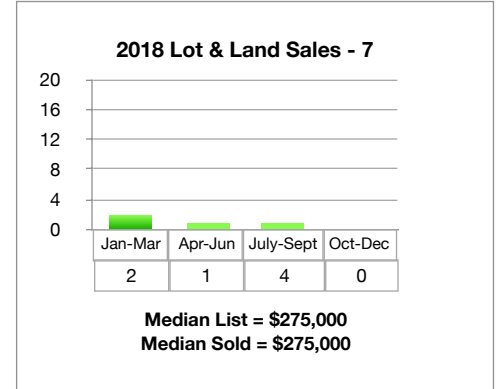 2018 Lot & Land Sales - 7
20
16
12
8
4
0
Jan-Mar Apr-Jun July-Sept Oct-Dec
2 1 4 0
Median List = $275,000
Median Sold = $275,000